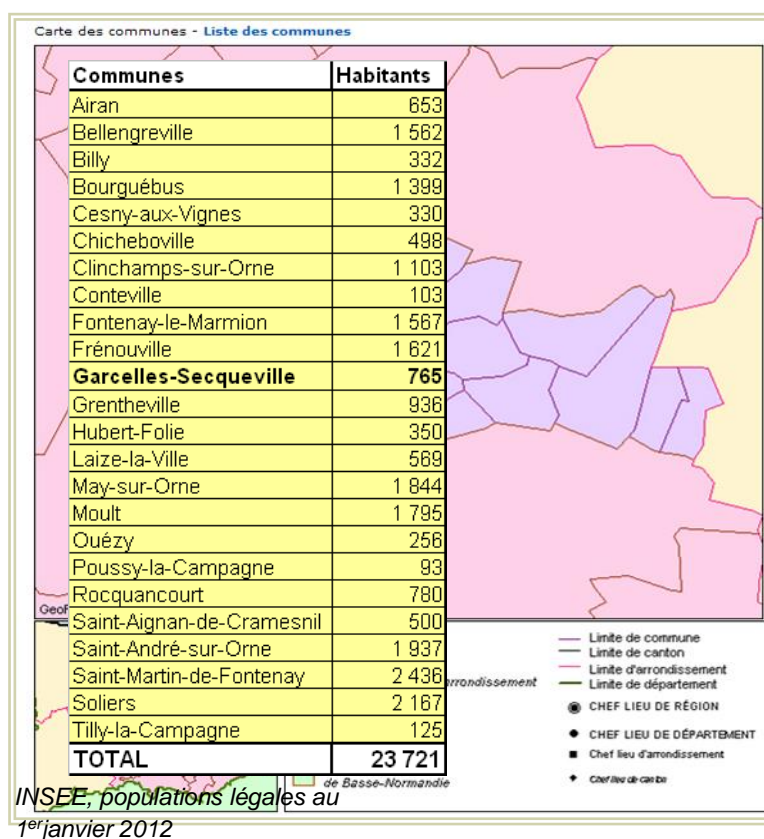 Carte des communes - Liste des communes
Communes Habitants
Airan 653
Bellengreville 1 562
Billy 332
Bourguébus 1 399
Cesny-aux-Vignes 330
Chicheboville 498
Clinchamps-sur-Orne 1 103
Conteville 103
Fontenay-le-Marmion 1 567
Frénouville 1 621
Garcelles-Secqueville 765
Grentheville 936
Hubert-Folie 350
Laize-la-Ville 569
May-sur-Orne 1 844
Moult 1 795
Ouézy 256
Poussy-la-Campagne 93
Rocquancourt 780
Saint-Aignan-de-Cramesnil 500
Saint-André-sur-Orne 1 937
Saint-Martin-de-Fontenay 2 436
Soliers 2 167
Tilly-la-Campagne 125
TOTAL 23 721
Limite de commune
Limite de canton
Limite d'arrondissement
Limite de département
CHEF LIEU DE RÉGION
CHEF LIEU DE DÉPARTEMENT
Chef lieu d'arrondissement
Chef lieu de canton
de Basse-Normandie
INSEE, populations légales au
1er janvier 2012